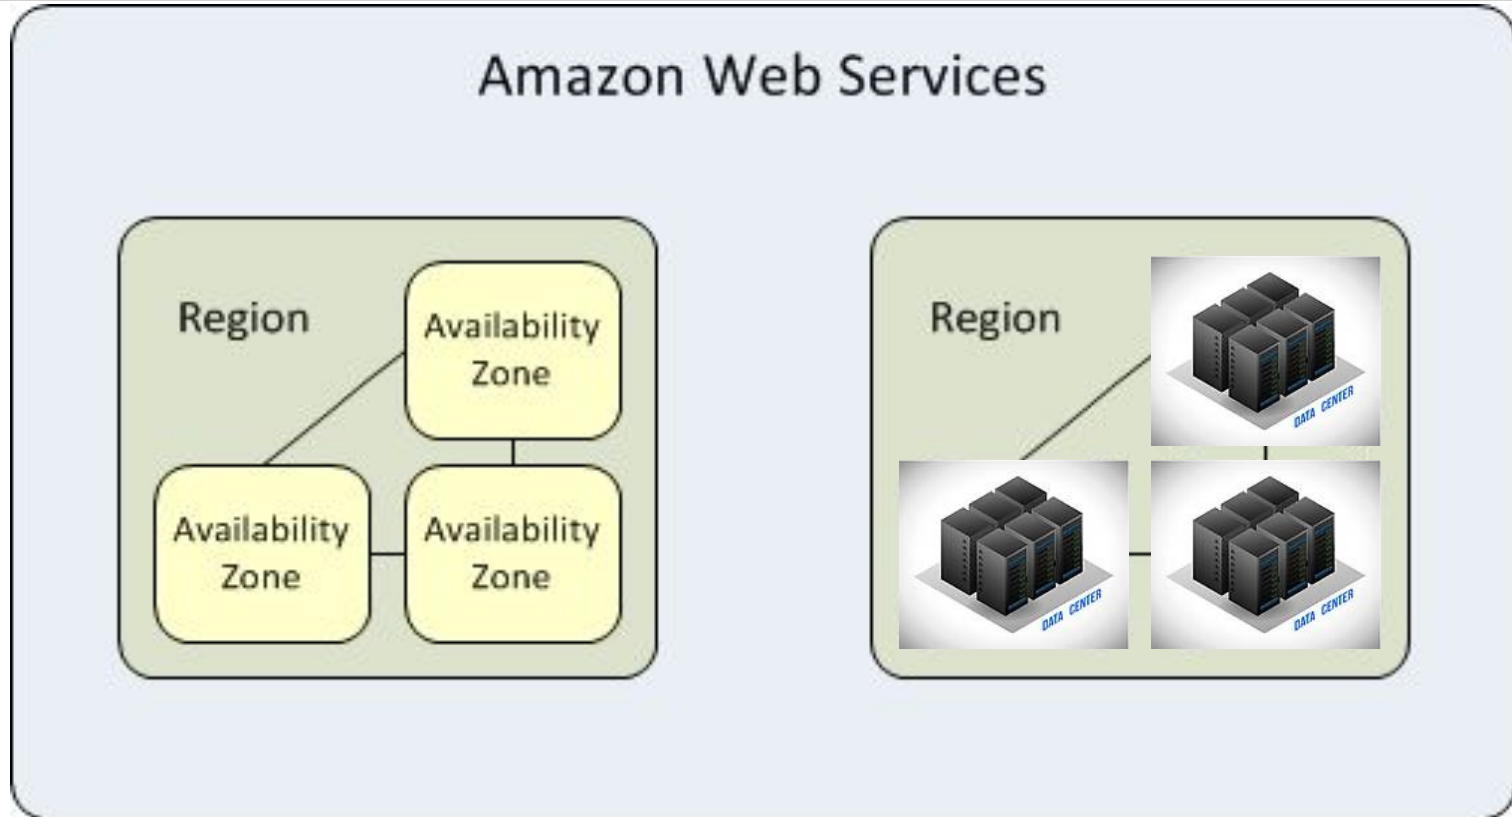 Amazon Web Services
Region
Availability
Zone
Availability
Zone
Availability
Zone
Region
DATA CENTER
DATA CENTER
DATA CENTER